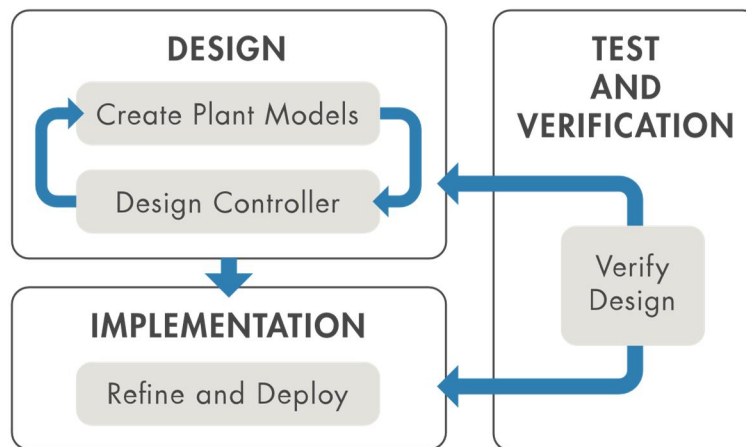 DESIGN
Create Plant Models
Design Controller
IMPLEMENTATION
Refine and Deploy
TEST
AND
VERIFICATION
Verify
Design